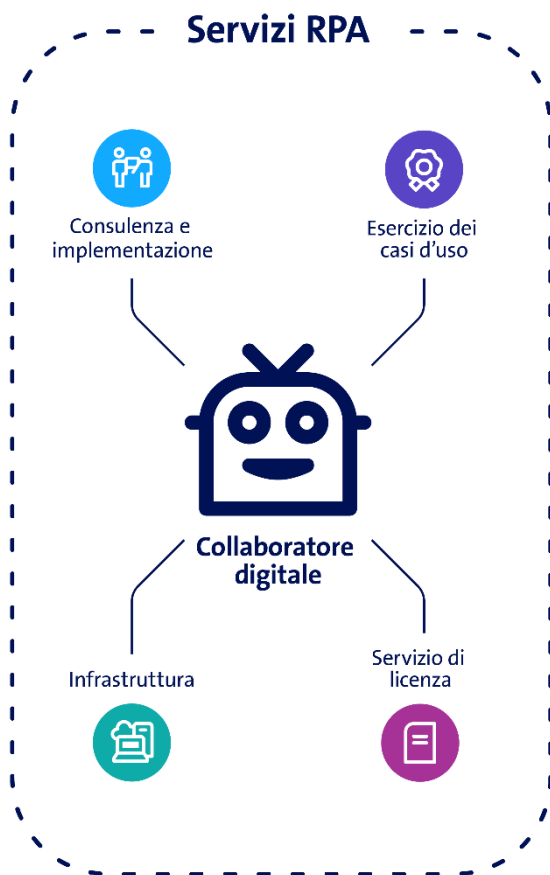 Servizi RPA
Consulenza e
implementazione
Esercizio dei
casi d’uso
Collaboratore
digitale
Infrastruttura
Servizio di
licenza